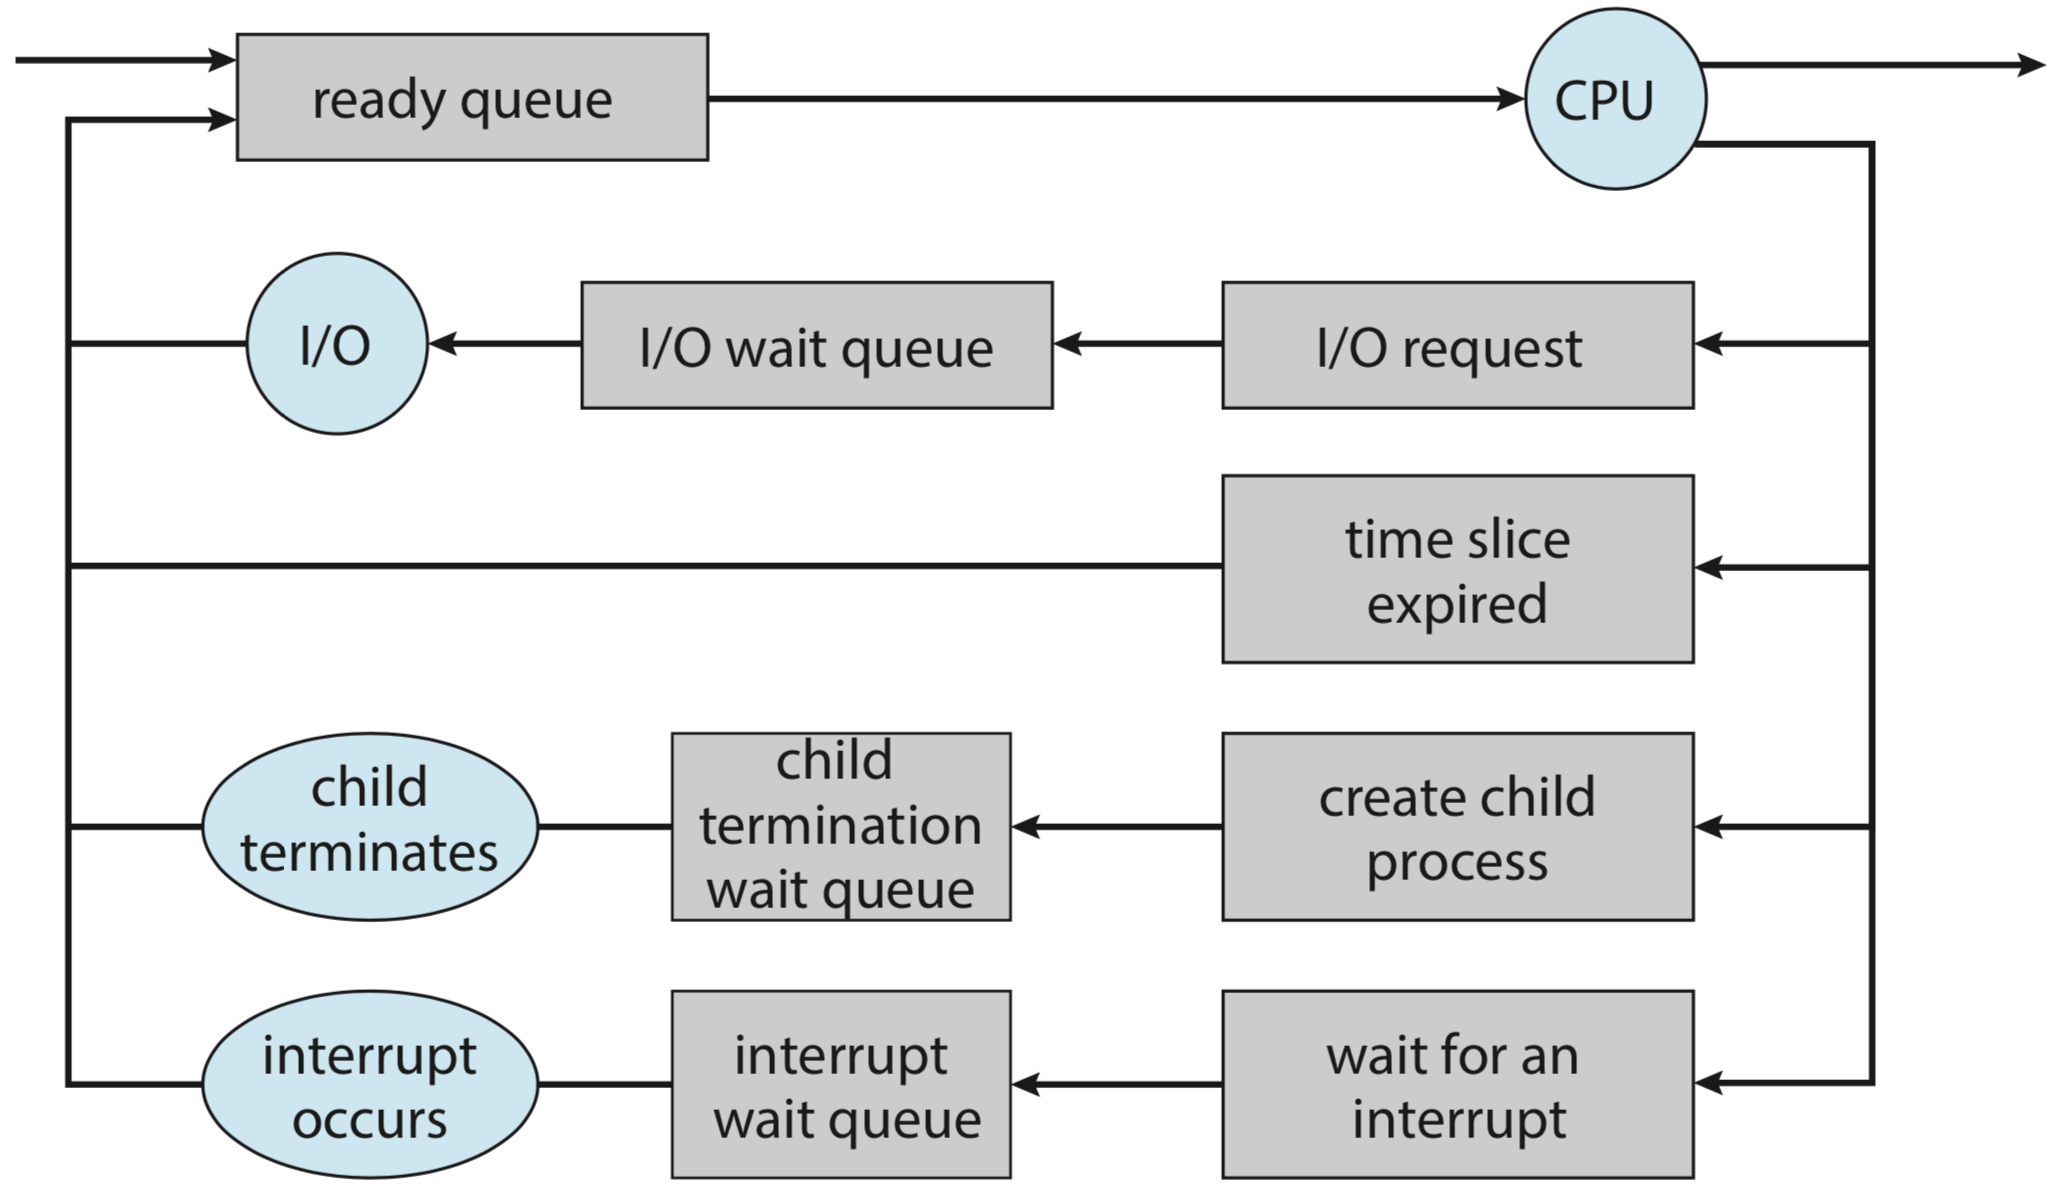 ready queue
CPU
I/O
I/O wait queue
I/O request
time slice
expired
child
terminates
child
termination
wait queue
create child
process
interrupt
occurs
interrupt
wait queue
wait for an
interrupt